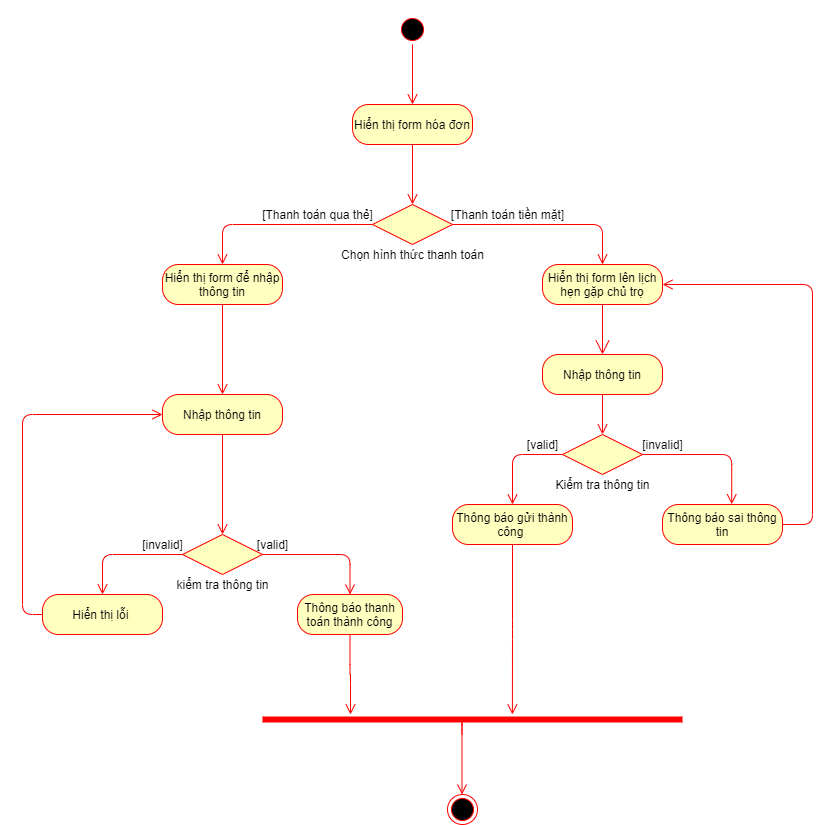 Hiển thị form hóa đơn
[Thanh toán qua thẻ]
[Thanh toán tiền mặt]
Chọn hình thức thanh toán
Hiển thị form để nhập
thông tin
Hiển thị form lên lịch
hẹn gặp chủ trọ
Nhập thông tin
Nhập thông tin
[valid]
[invalid]
Kiểm tra thông tin
Thông báo gửi thành
công
Thông báo sai thông
tin
[invalid]
[valid]
kiểm tra thông tin
Hiển thị lỗi
Thông báo thanh
toán thành công